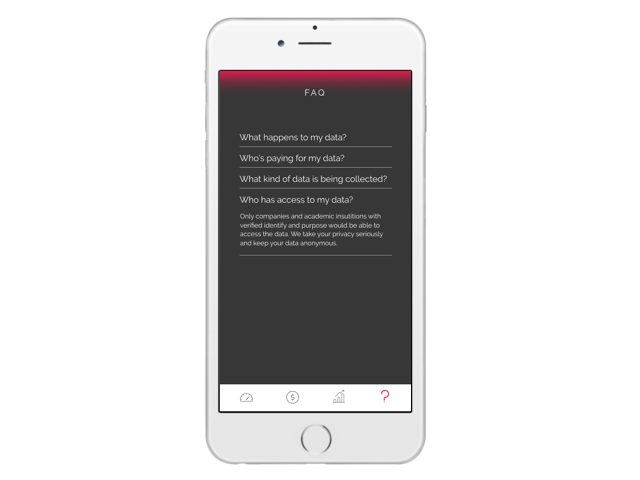 FAQ
What happens to my data?
Who's paying for my data?
What kind of data is being collected?
Who has access to my data?
Only companies and academic insutitions with
verified identify and purpose would be able to
access the data. We take your privacy seriously
and keep your data anonymous.
$
?